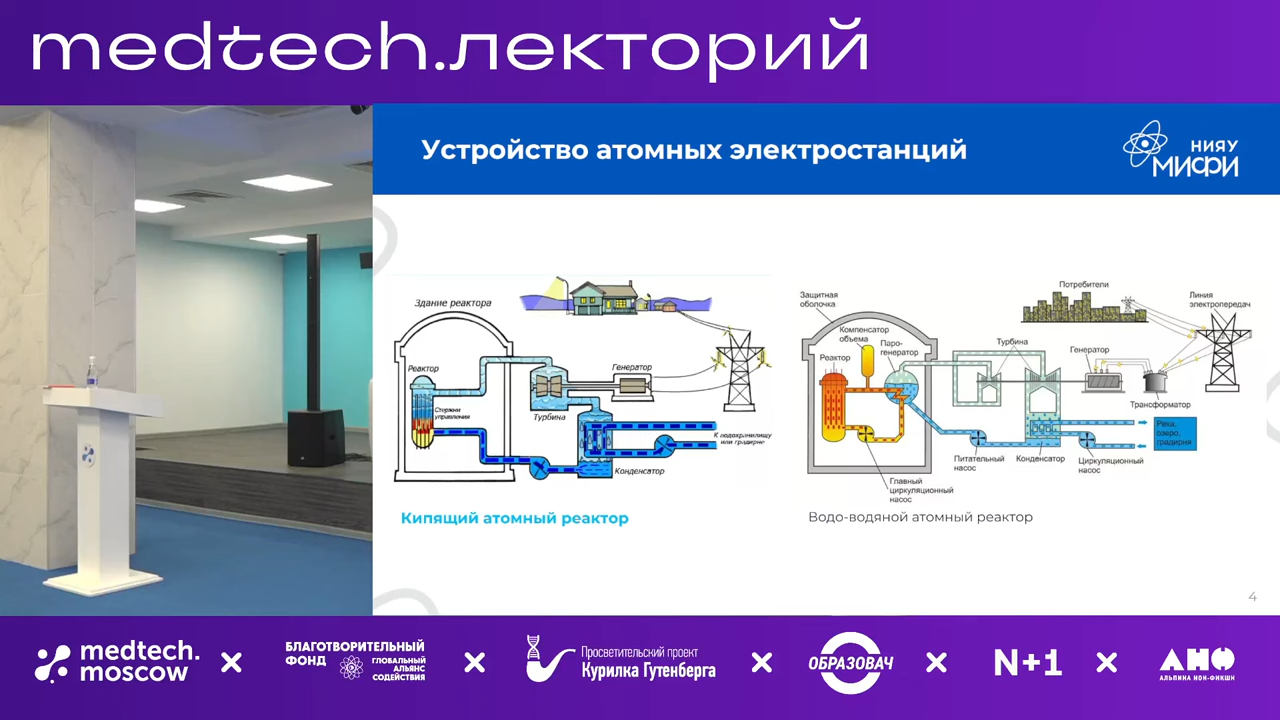 medtech.лекторий
Устройство атомных электростанций
НИЯУ
МИФИ
Здание реактора
Реактор
Стержни
управления
Турбина
Генератор
Конденсатор
К водохранилищу
или градирне
Кипящий атомный реактор
Защитная
оболочка
Компенсатор
объема
Паро-
генератор
Реактор
Турбина
Потребители
Генератор
Линия
электропередач
Трансформатор
Река,
озеро,
градирня
Питательный
насос
Конденсатор
Циркуляционный
насос
Главный
циркуляционный
насос
Водо-водяной атомный реактор
4
medtech.
moscow
БЛАГОТВОРИТЕЛЬНЫЙ
ФОНД
ГЛОБАЛЬНЫЙ
АЛЬЯНС
СОДЕЙСТВИЯ
Просветительский проект
Курилка Гутенберга
ОБРАЗОВАЧ
N+1
АНФ
АЛЬПИНА НОН-ФИКШН